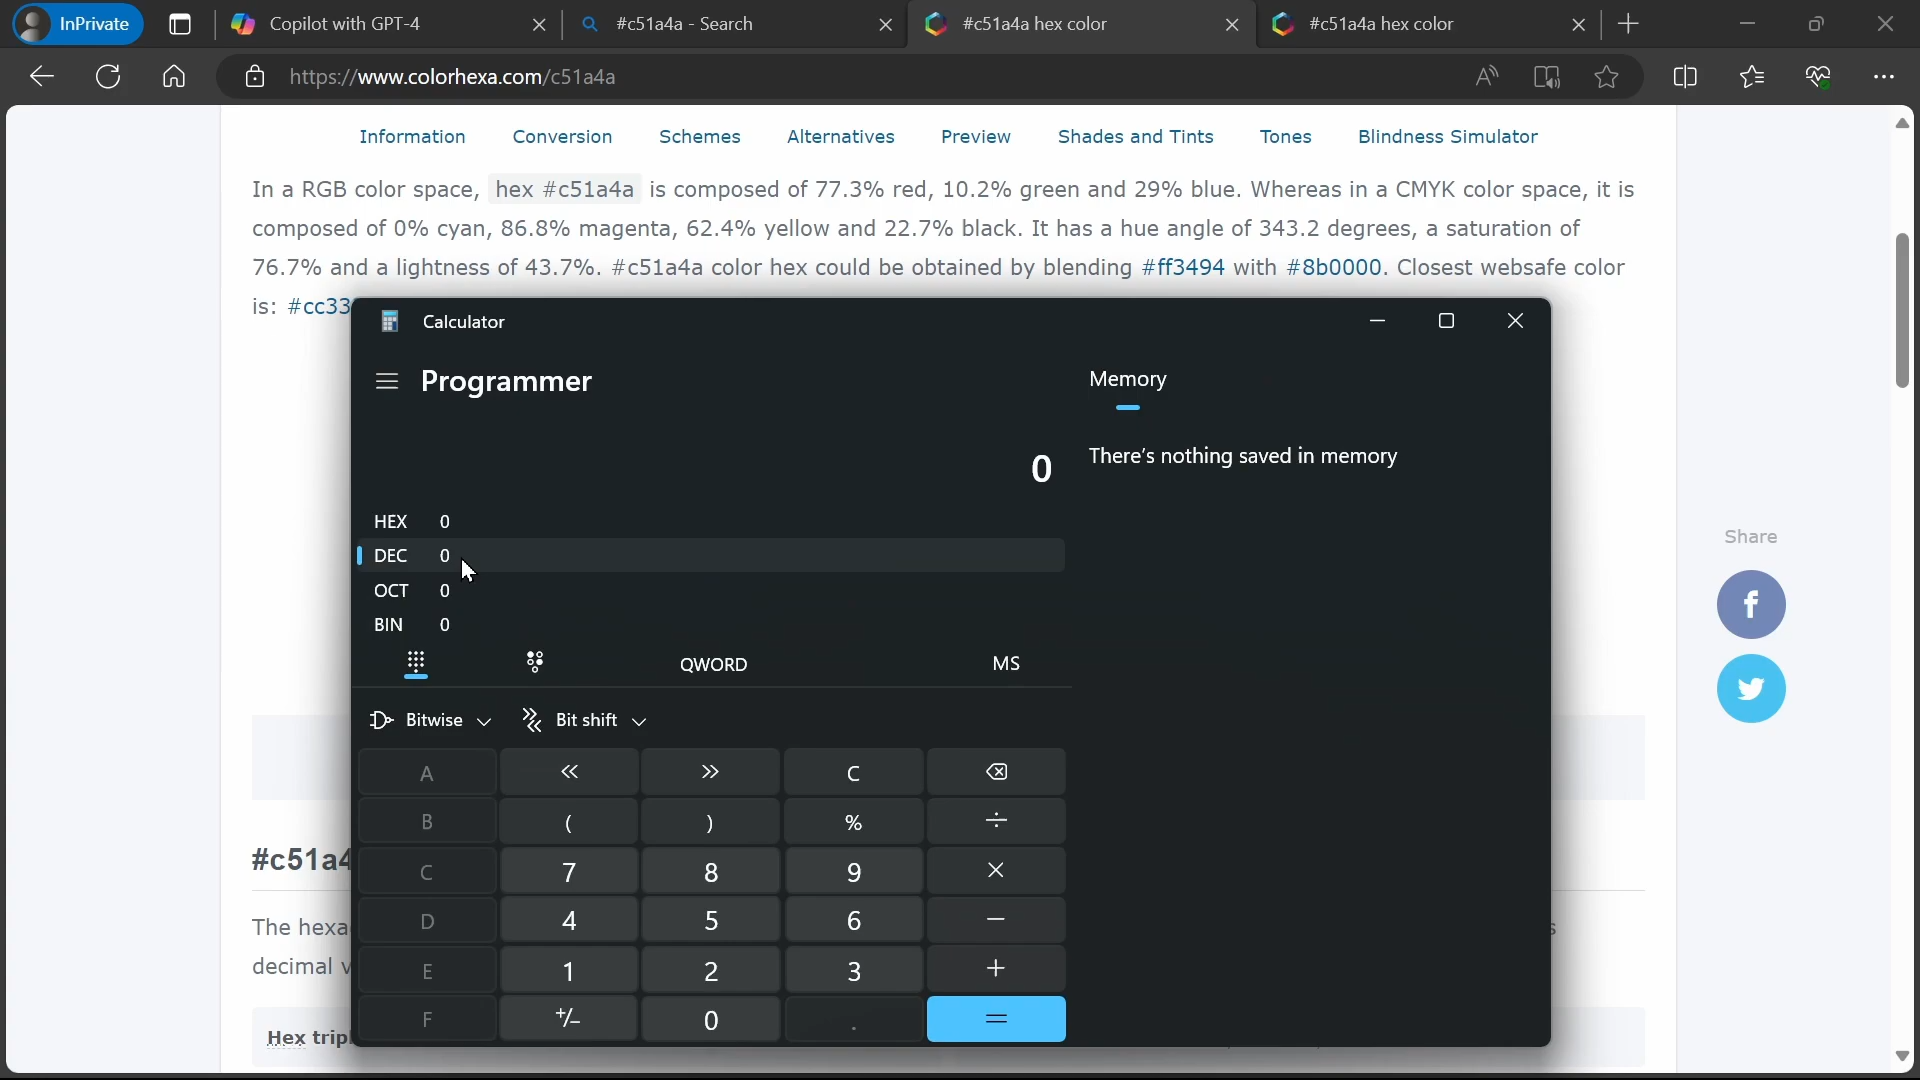 InPrivate
Copilot with GPT-4
#c51a4a - Search
#c51a4a hex color
#c51a4a hex color
https://www.colorhexa.com/c51a4a
Information Conversion Schemes Alternatives Preview Shades and Tints Tones Blindness Simulator
In a RGB color space, hex #c51a4a is composed of 77.3% red, 10.2% green and 29% blue. Whereas in a CMYK color space, it is
composed of 0% cyan, 86.8% magenta, 62.4% yellow and 22.7% black. It has a hue angle of 343.2 degrees, a saturation of
76.7% and a lightness of 43.7%. #c51a4a color hex could be obtained by blending #ff3494 with #8b0000. Closest websafe color
is: #cc33
Calculator
Programmer
Memory
0
There's nothing saved in memory
HEX 0
DEC 0
OCT 0
BIN 0
QWORD MS
Bitwise Bit shift
A « » C
B ( ) % ÷
C 7 8 9 ×
D 4 5 6 −
E 1 2 3 +
F +/− 0 . =
Share
#c51a4
The hexa
decimal
Hex trip